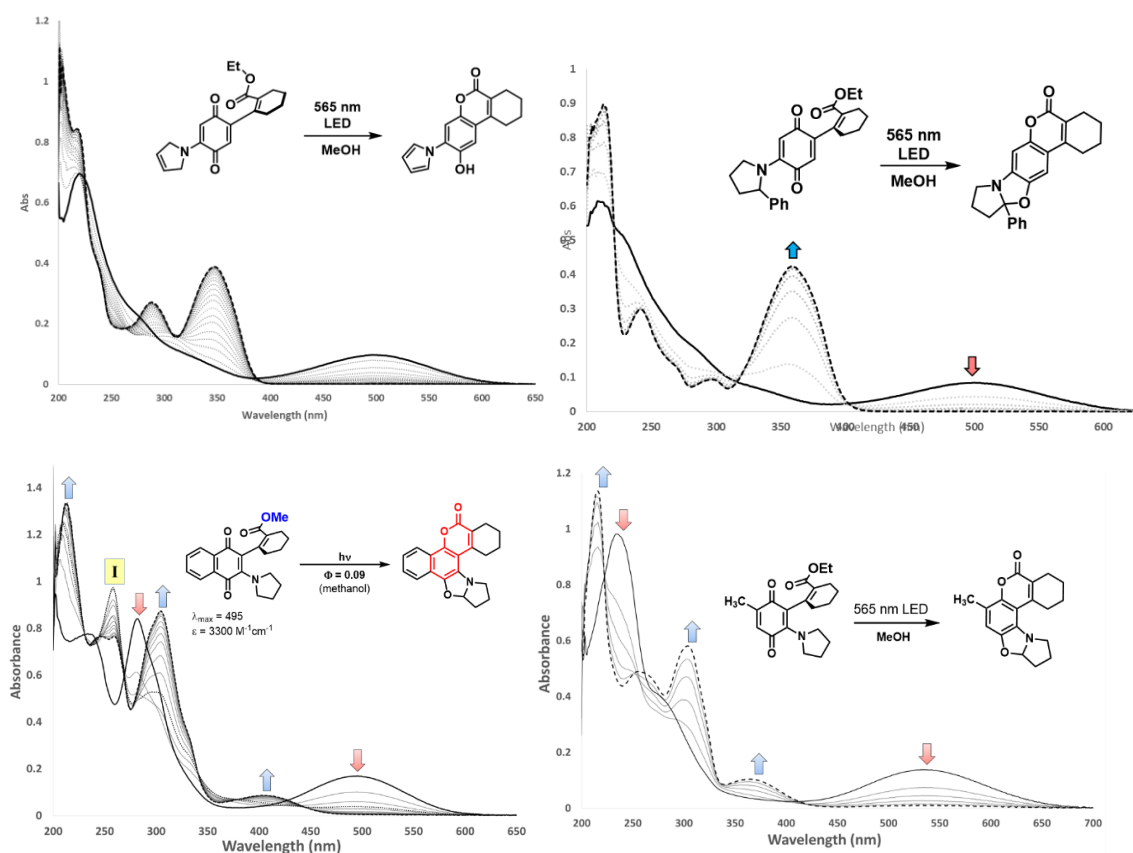 1.2
1
0.8
0.6
0.4
0.2
0
Abs
200
250
300
350
400
450
500
550
600
650
Wavelength (nm)
Et
O
O
O
N
O
565 nm
LED
MeOH
O
O
N
OH
1
0.9
0.8
0.7
0.6
0.5
0.4
0.3
0.2
0.1
0
Abs
200
250
300
350
400
450
500
550
600
Wavelength (nm)
OEt
O
O
N
O
Ph
565 nm
LED
MeOH
O
O
N
O
Ph
1.4
1.2
1.0
0.8
0.6
0.4
0.2
0
Absorbance
200
250
300
350
400
450
500
550
600
650
Wavelength (nm)
I
OMe
O
O
O
N
λmax = 495
ε = 3300 M-1cm-1
hν
Φ = 0.09
(methanol)
O
O
O
N
1.2
1
0.8
0.6
0.4
0.2
0
Absorbance
200
250
300
350
400
450
500
550
600
650
700
Wavelength (nm)
OEt
O
O
H3C
O
N
565 nm LED
MeOH
O
O
H3C
O
N